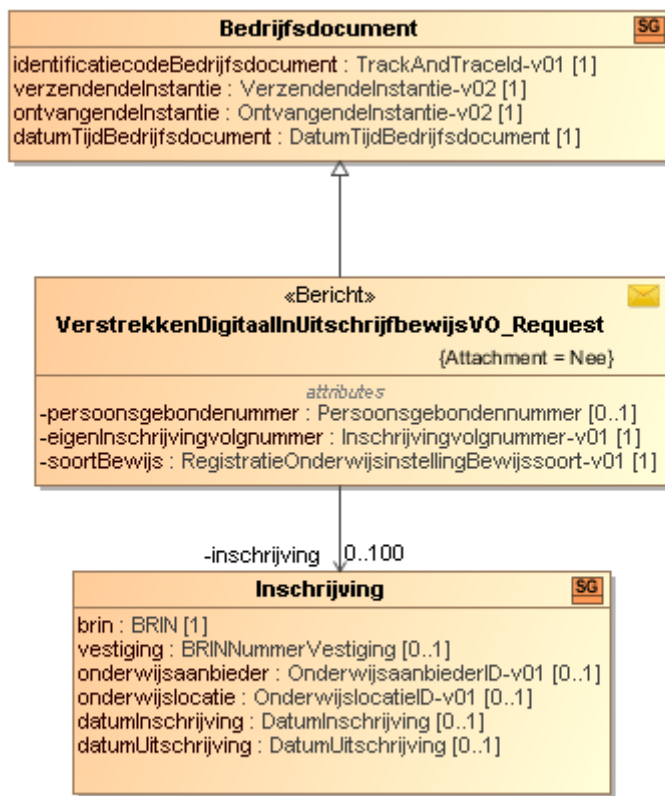 Bedrijfsdocument SG
identificatiecodeBedrijfsdocument : TrackAndTraceId-v01 [1]
verzendendeInstantie : VerzendendeInstantie-v02 [1]
ontvangendeInstantie : OntvangendeInstantie-v02 [1]
datumTijdBedrijfsdocument : DatumTijdBedrijfsdocument [1]
«Bericht»
VerstrekkenDigitaalInUitschrijfbewijsVO_Request
{Attachment = Nee}
attributes
-persoonsgebondenummer : Persoonsgebondennummer [0..1]
-eigenInschrijvingvolgnummer : Inschrijvingvolgnummer-v01 [1]
-soortBewijs : RegistratieOnderwijsinstellingBewijssoort-v01 [1]
-inschrijving 0..100
Inschrijving SG
brin : BRIN [1]
vestiging : BRINNummerVestiging [0..1]
onderwijsaanbieder : OnderwijsaanbiederID-v01 [0..1]
onderwijslocatie : OnderwijslocatieID-v01 [0..1]
datumInschrijving : DatumInschrijving [0..1]
datumUitschrijving : DatumUitschrijving [0..1]